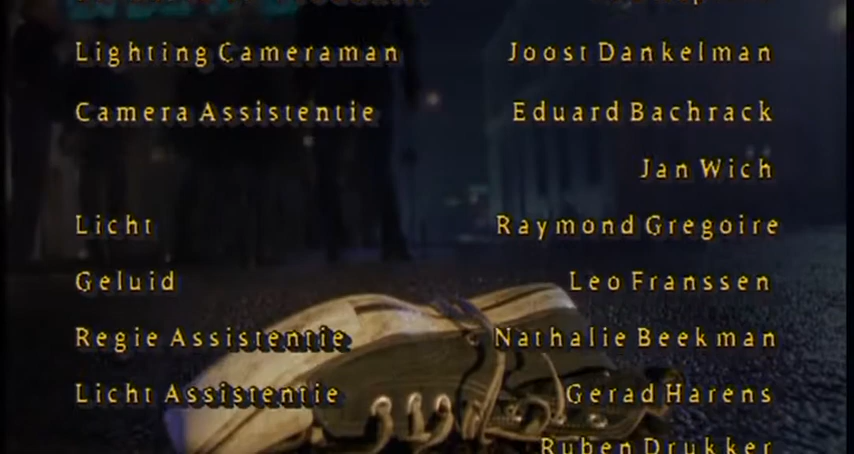 Lighting Cameraman Joost Dankelman
Camera Assistentie Eduard Bachrack
Jan Wich
Licht Raymond Gregoire
Geluid Leo Franssen
Regie Assistentie Nathalie Beekman
Licht Assistentie Gerad Harens
Ruben Drukker